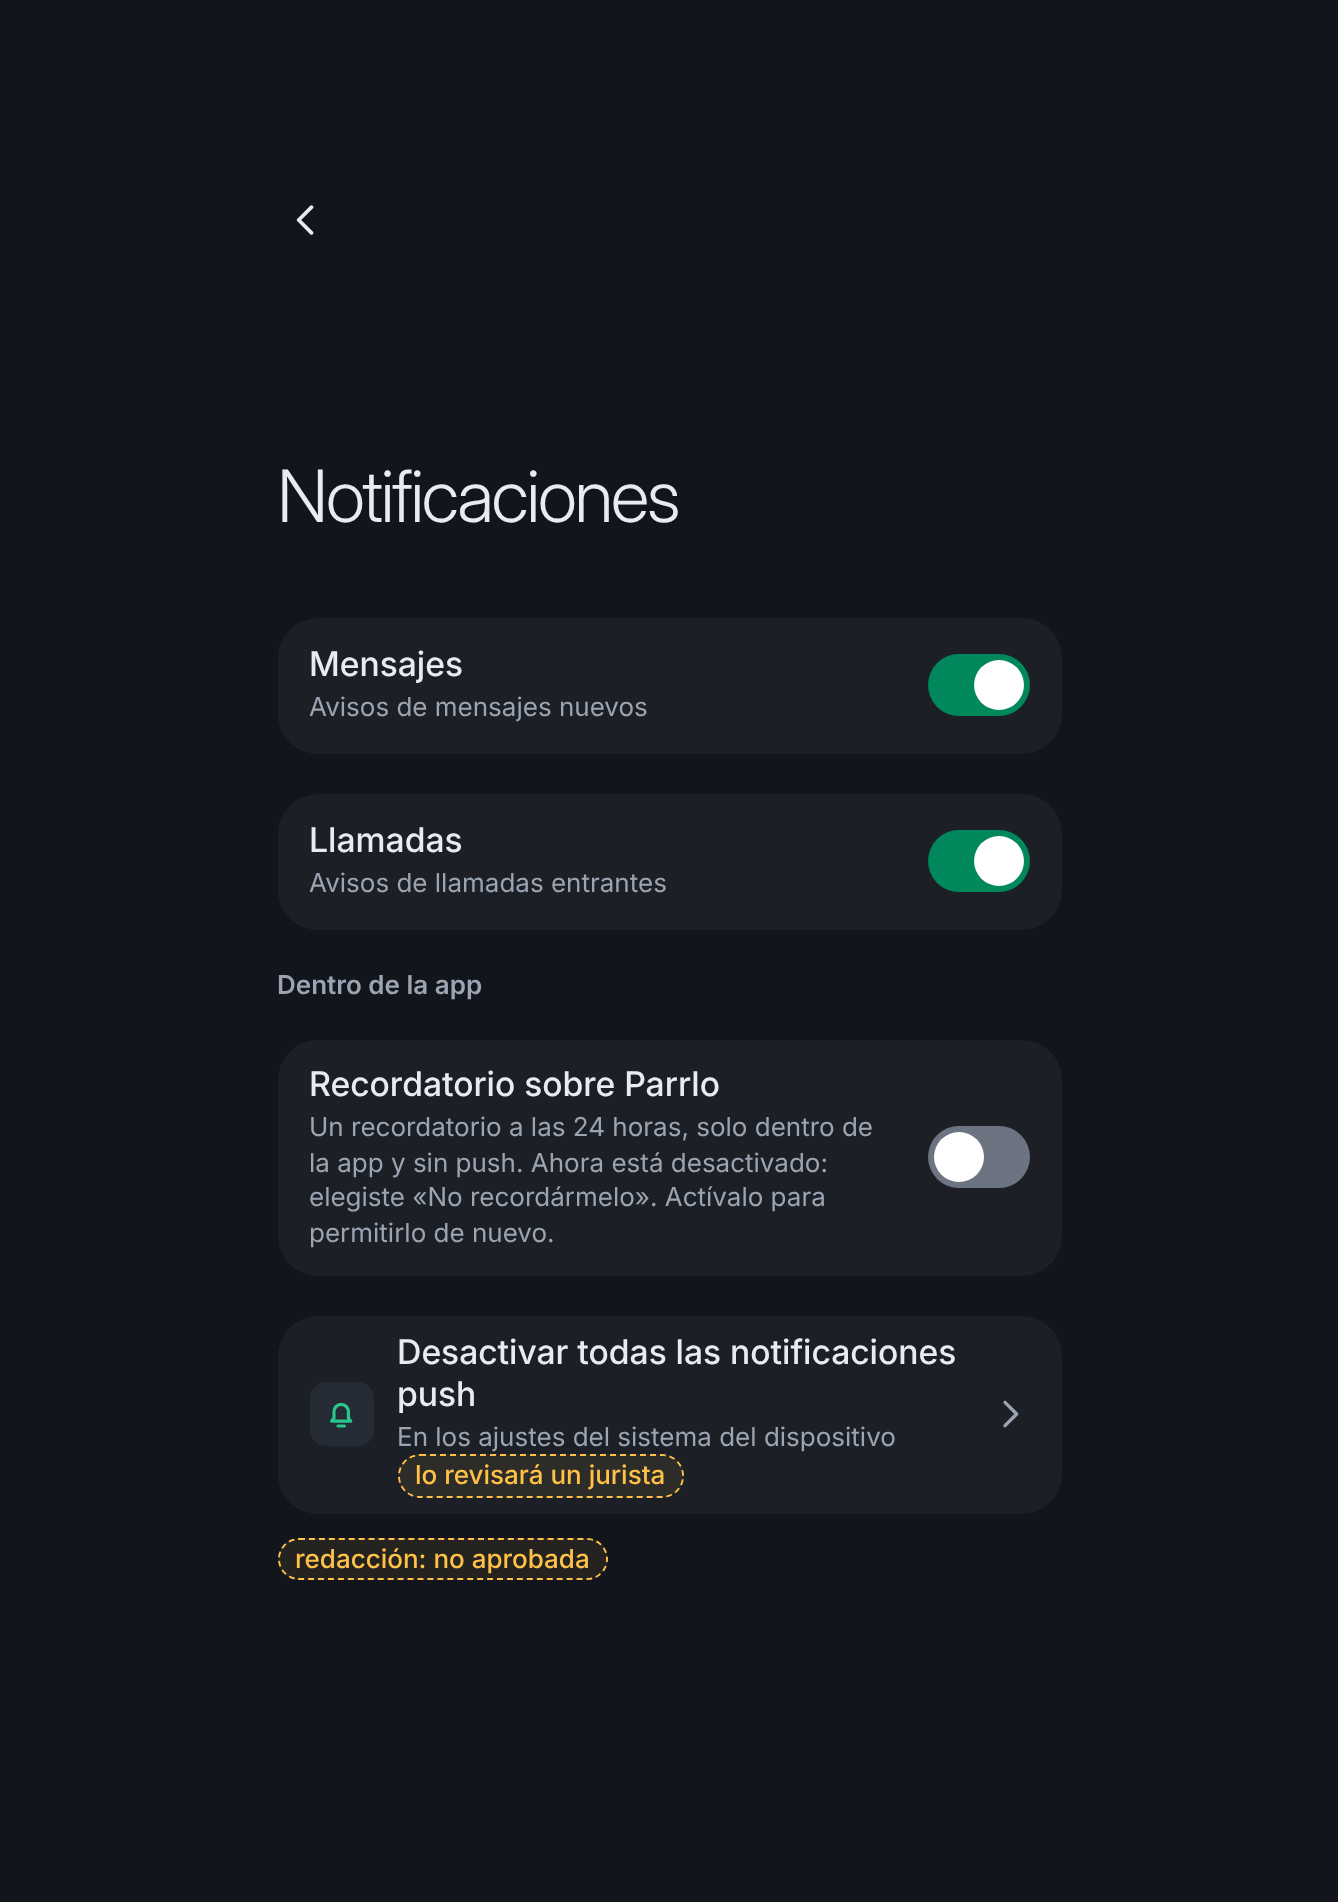 Notificaciones
Mensajes
Avisos de mensajes nuevos
Llamadas
Avisos de llamadas entrantes
Dentro de la app
Recordatorio sobre Parrlo
Un recordatorio a las 24 horas, solo dentro de
la app y sin push. Ahora está desactivado:
elegiste «No recordármelo». Actívalo para
permitirlo de nuevo.
Desactivar todas las notificaciones
push
En los ajustes del sistema del dispositivo
lo revisará un jurista
redacción: no aprobada